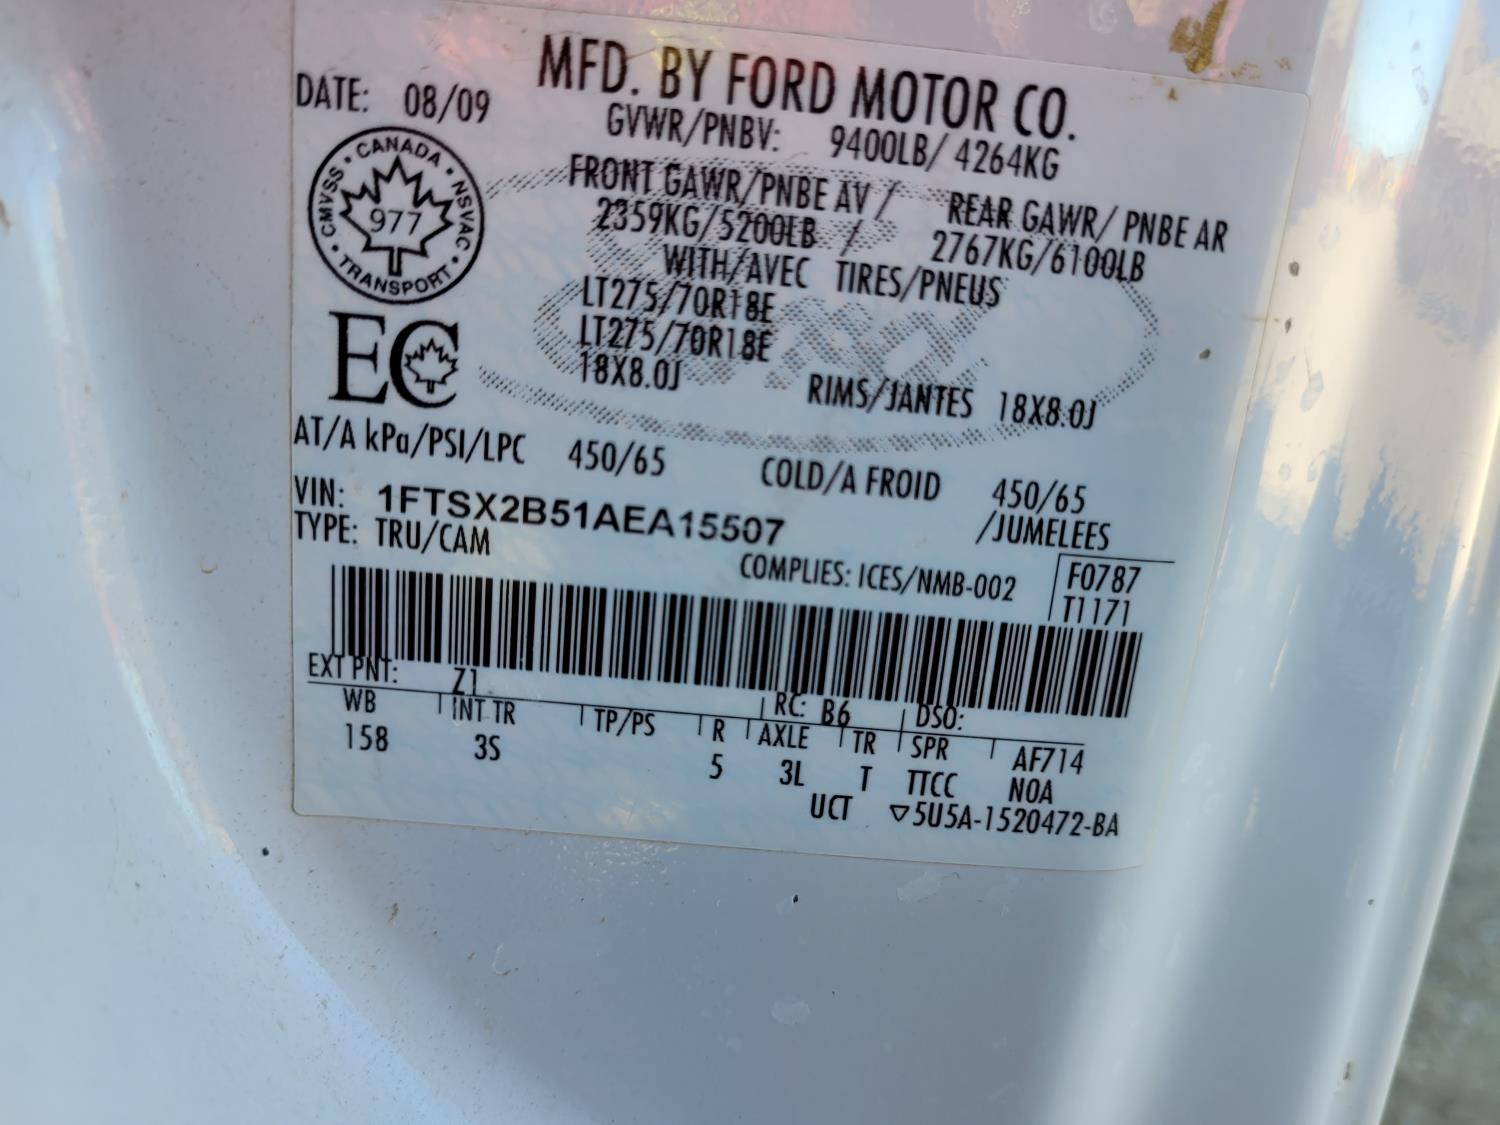 MFD. BY FORD MOTOR CO.
DATE: 08/09
GVWR/PNBV: 9400LB/ 4264KG
CANADA
CMVSS
NSVAC
977
TRANSPORT
FRONT GAWR/PNBE AV / REAR GAWR/ PNBE AR
2359KG/5200LB / 2767KG/6100LB
WITH/AVEC TIRES/PNEUS
LT275/70R18E
LT275/70R18E
18X8.0J RIMS/JANTES 18X8.0J
EC
AT/A kPa/PSI/LPC 450/65 COLD/A FROID 450/65
VIN: 1FTSX2B51AEA15507 /JUMELEES
TYPE: TRU/CAM
COMPLIES: ICES/NMB-002 F0787
T1171
EXT PNT: Z1 RC: B6 DSO:
WB INT TR TP/PS R AXLE TR SPR AF714
158 3S 5 3L T TTCC NOA
UCT ▽5U5A-1520472-BA